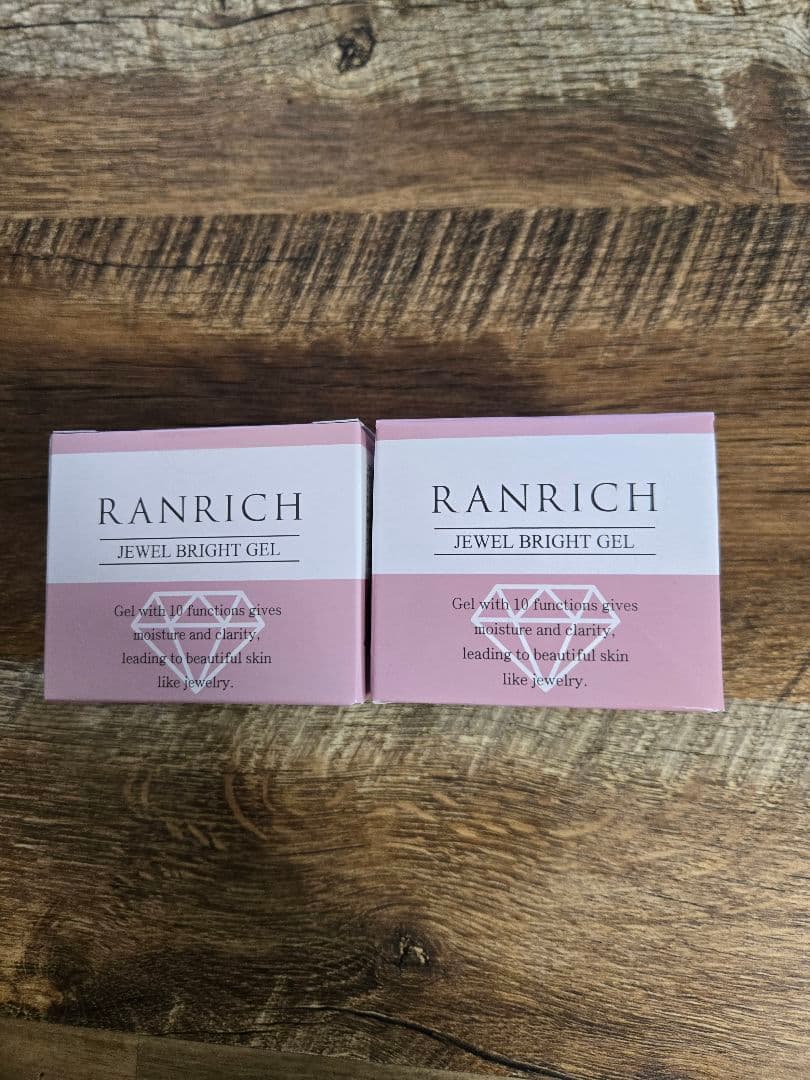 RANRICH
JEWEL BRIGHT GEL
Gel with 10 functions gives
moisture and clarity,
leading to beautiful skin
like jewelry.
RANRICH
JEWEL BRIGHT GEL
Gel with 10 functions gives
moisture and clarity,
leading to beautiful skin
like jewelry.